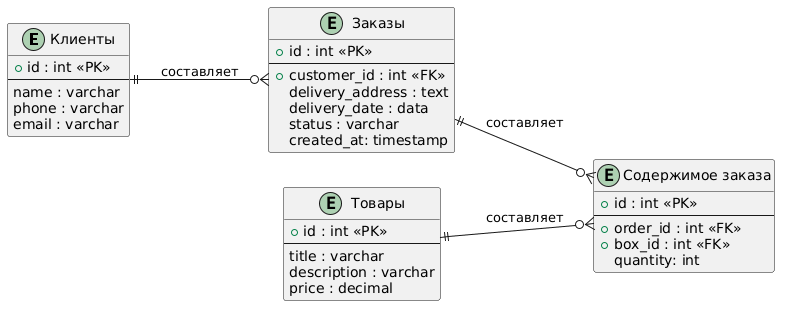 E Клиенты
id : int «PK»
name : varchar
phone : varchar
email : varchar
составляет
E Заказы
id : int «PK»
customer_id : int «FK»
delivery_address : text
delivery_date : data
status : varchar
created_at: timestamp
составляет
E Товары
id : int «PK»
title : varchar
description : varchar
price : decimal
составляет
E Содержимое заказа
id : int «PK»
order_id : int «FK»
box_id : int «FK»
quantity: int